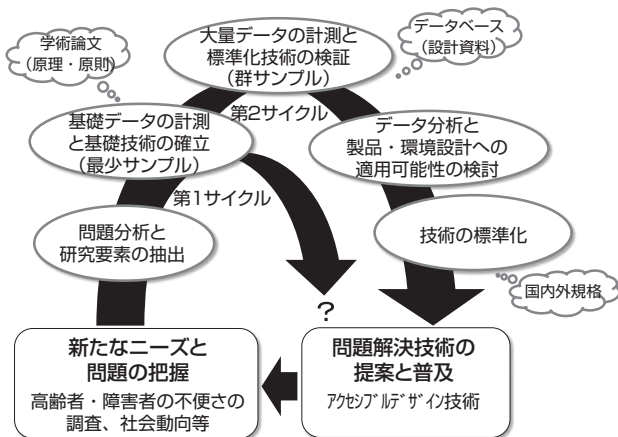 学術論文
（原理・原則）
大量データの計測と
標準化技術の検証
（群サンプル）
データベース
（設計資料）
第2サイクル
基礎データの計測
と基礎技術の確立
（最少サンプル）
データ分析と
製品・環境設計への
適用可能性の検討
第1サイクル
問題分析と
研究要素の抽出
技術の標準化
国内外規格
？
新たなニーズと
問題の把握
高齢者・障害者の不便さの
調査、社会動向等
問題解決技術の
提案と普及
ｱｸｾｼﾌﾞﾙﾃﾞｻﾞｲﾝ技術